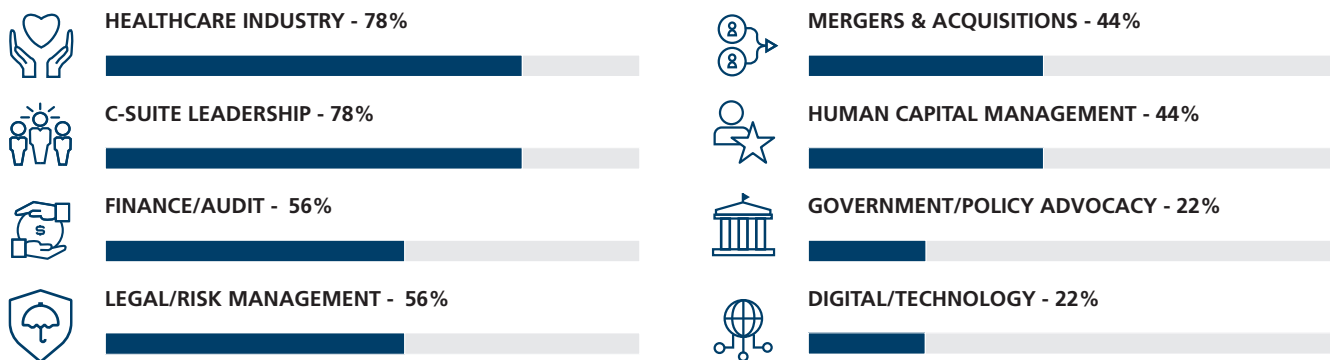 HEALTHCARE INDUSTRY - 78%
C-SUITE LEADERSHIP - 78%
FINANCE/AUDIT - 56%
$
LEGAL/RISK MANAGEMENT - 56%
MERGERS & ACQUISITIONS - 44%
HUMAN CAPITAL MANAGEMENT - 44%
GOVERNMENT/POLICY ADVOCACY - 22%
DIGITAL/TECHNOLOGY - 22%